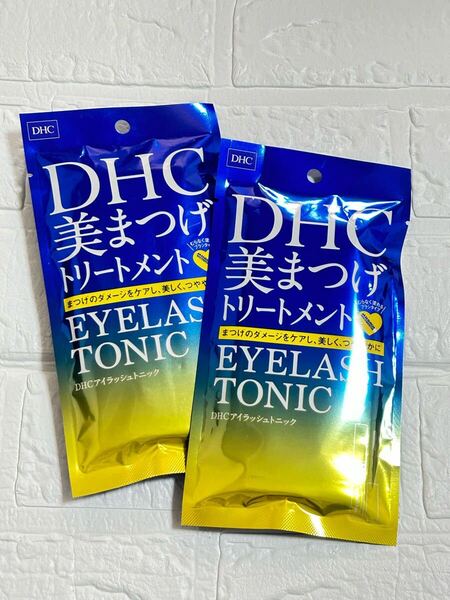 DHC
DHC
美まつげ
トリートメント
まつげのダメージをケアし、美しく、つやや
EYELASH
TONIC
DHCアイラッシュトニック
DHC
DHC
美まつげ
トリートメント
まつげのダメージをケアし、美しく、つややかに
EYELASH
TONIC
DHCアイラッシュトニック